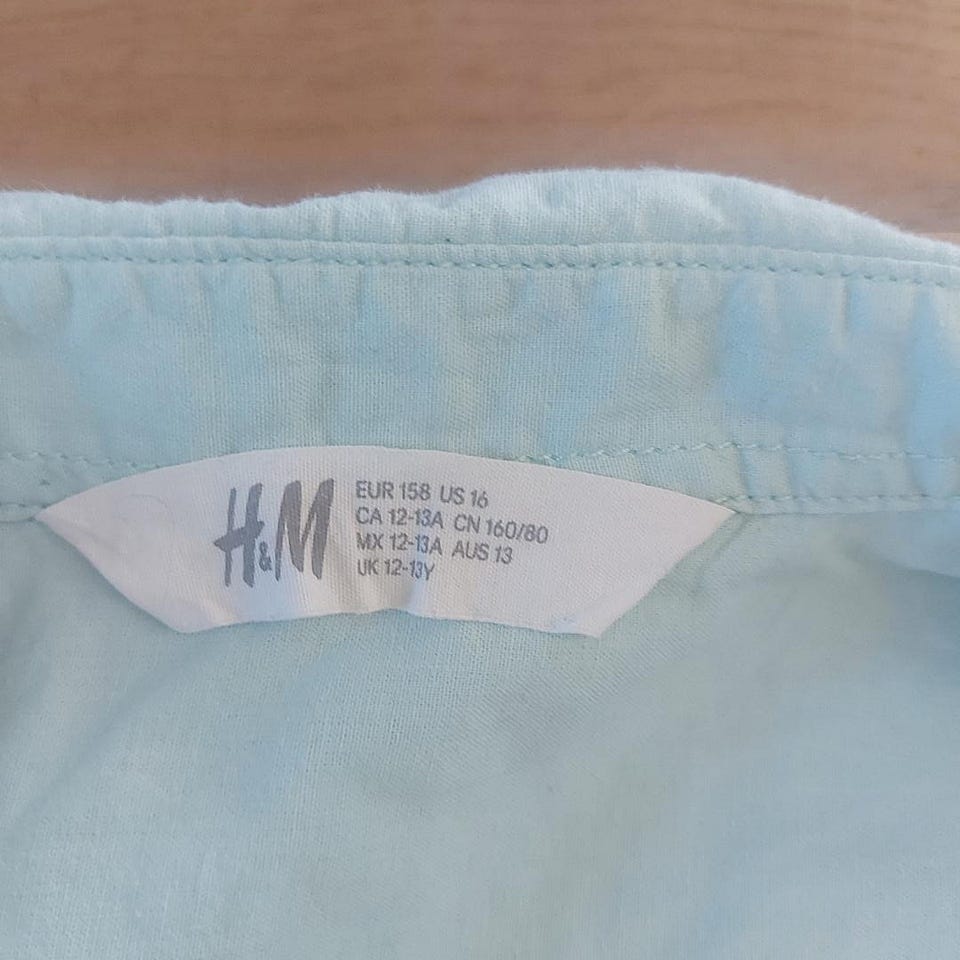 H&M
EUR 158 US 16
CA 12-13A CN 160/80
MX 12-13A AUS 13
UK 12-13Y